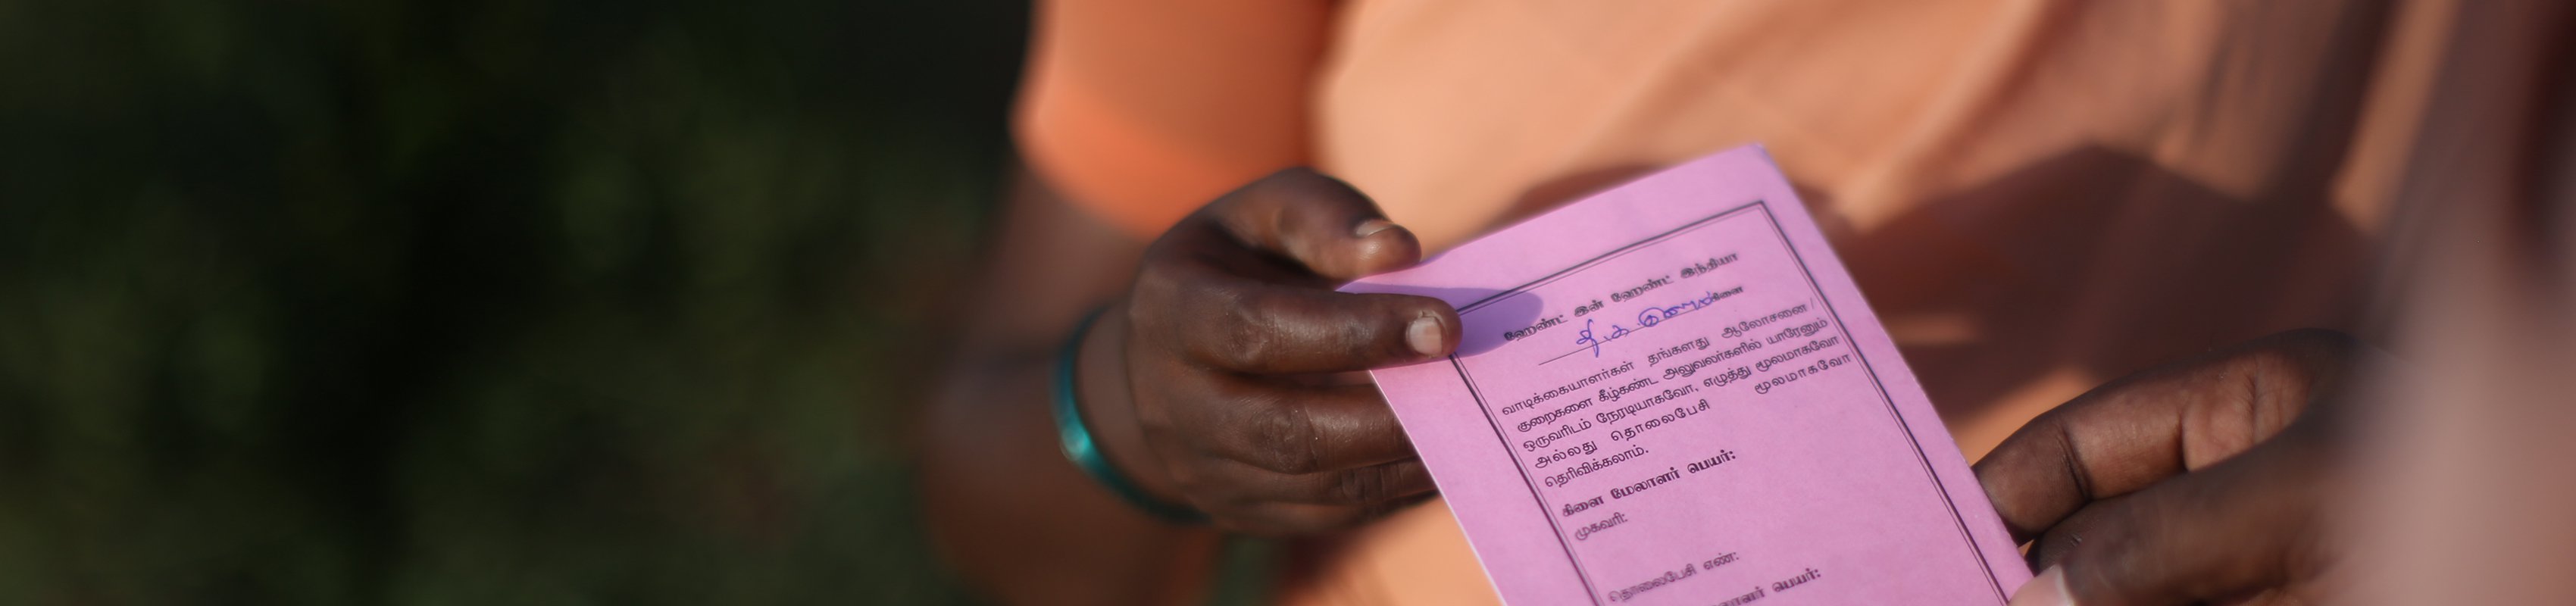 ஹேண்ட் இன் ஹேண்ட் இந்தியா
கிளை
வாடிக்கையாளர்கள் தங்களது ஆலோசனை/
குறைகளை கீழ்கண்ட அலுவலர்களில் யாரேனும்
ஒருவரிடம் நேரடியாகவோ, எழுத்து மூலமாகவோ
அல்லது தொலைபேசி மூலமாகவோ
தெரிவிக்கலாம்.
கிளை மேலாளர் பெயர்:
முகவரி:
தொலைபேசி எண்:
பெயர்: